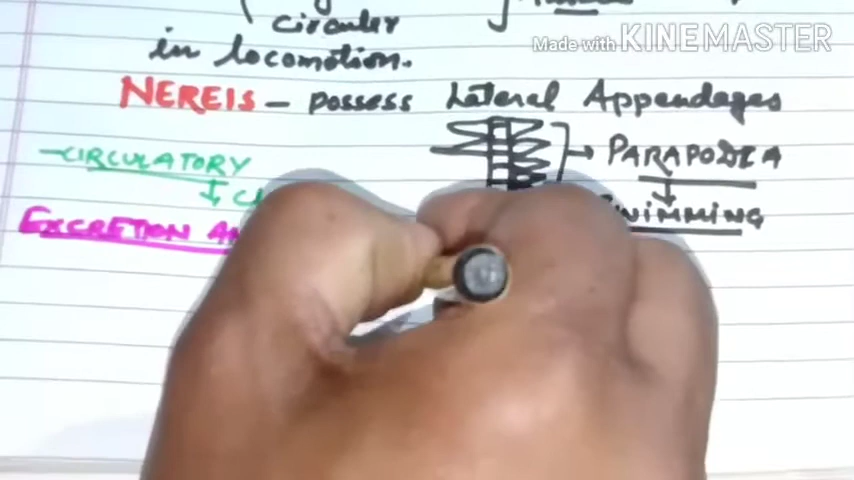 circular
Made with KINEMASTER
in locomotion.
NEREIS - possess Lateral Appendages
CIRCULATORY → PARAPODIA
EXCRETION SWIMMING